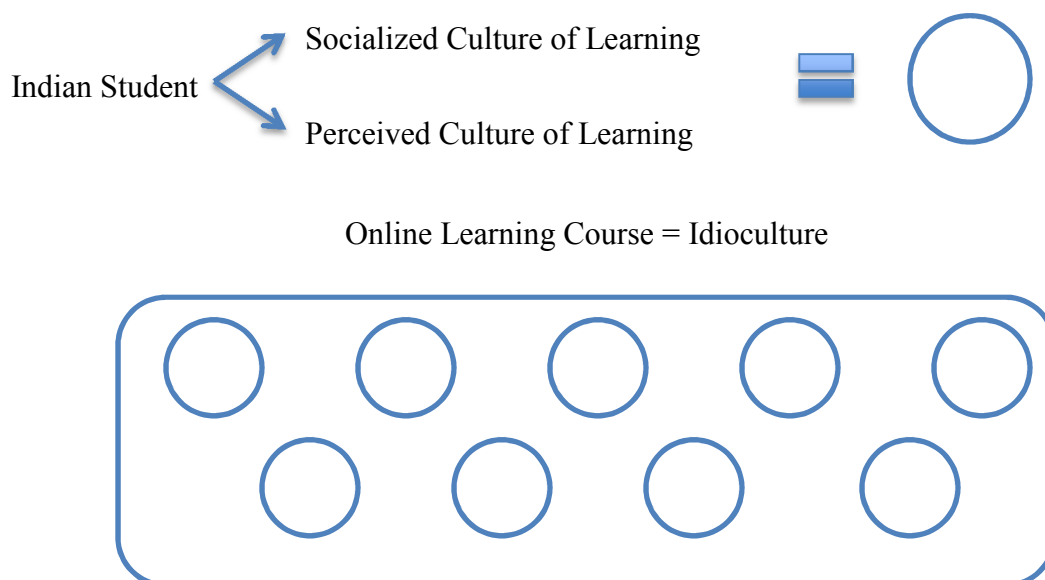 Socialized Culture of Learning
Indian Student
Perceived Culture of Learning
Online Learning Course = Idioculture